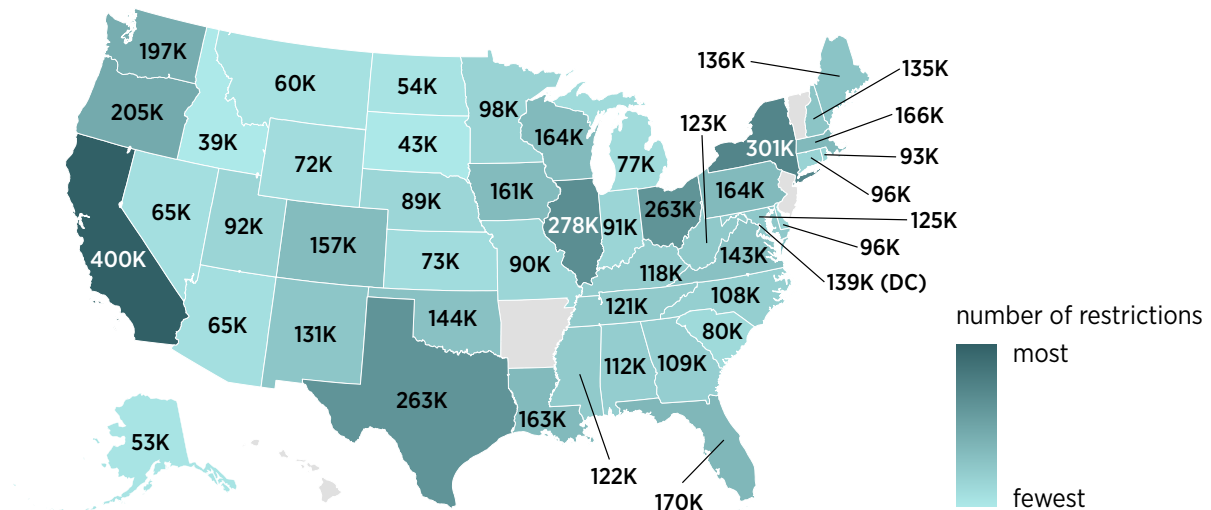 197K
205K
39K
60K
54K
43K
72K
98K
164K
77K
136K
135K
166K
93K
96K
125K
96K
139K (DC)
123K
301K
164K
400K
65K
92K
157K
89K
73K
161K
278K
91K
263K
90K
118K
143K
65K
131K
144K
121K
108K
80K
112K
109K
263K
163K
122K
170K
53K
number of restrictions
most
fewest